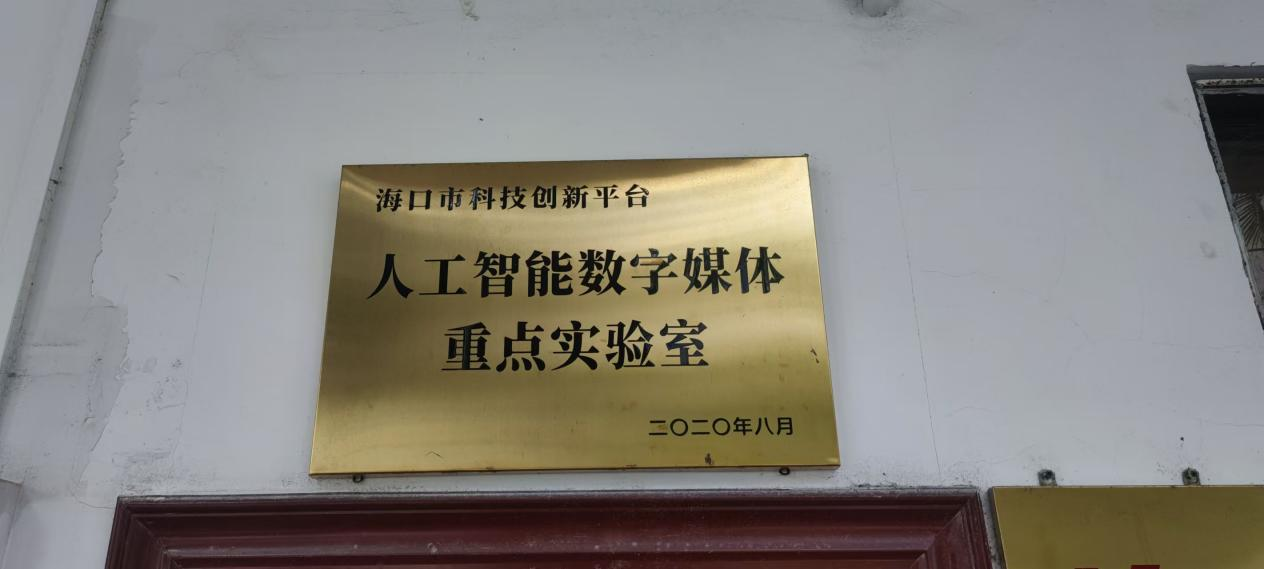 海口市科技创新平台
人工智能数字媒体
重点实验室
二〇二〇年八月